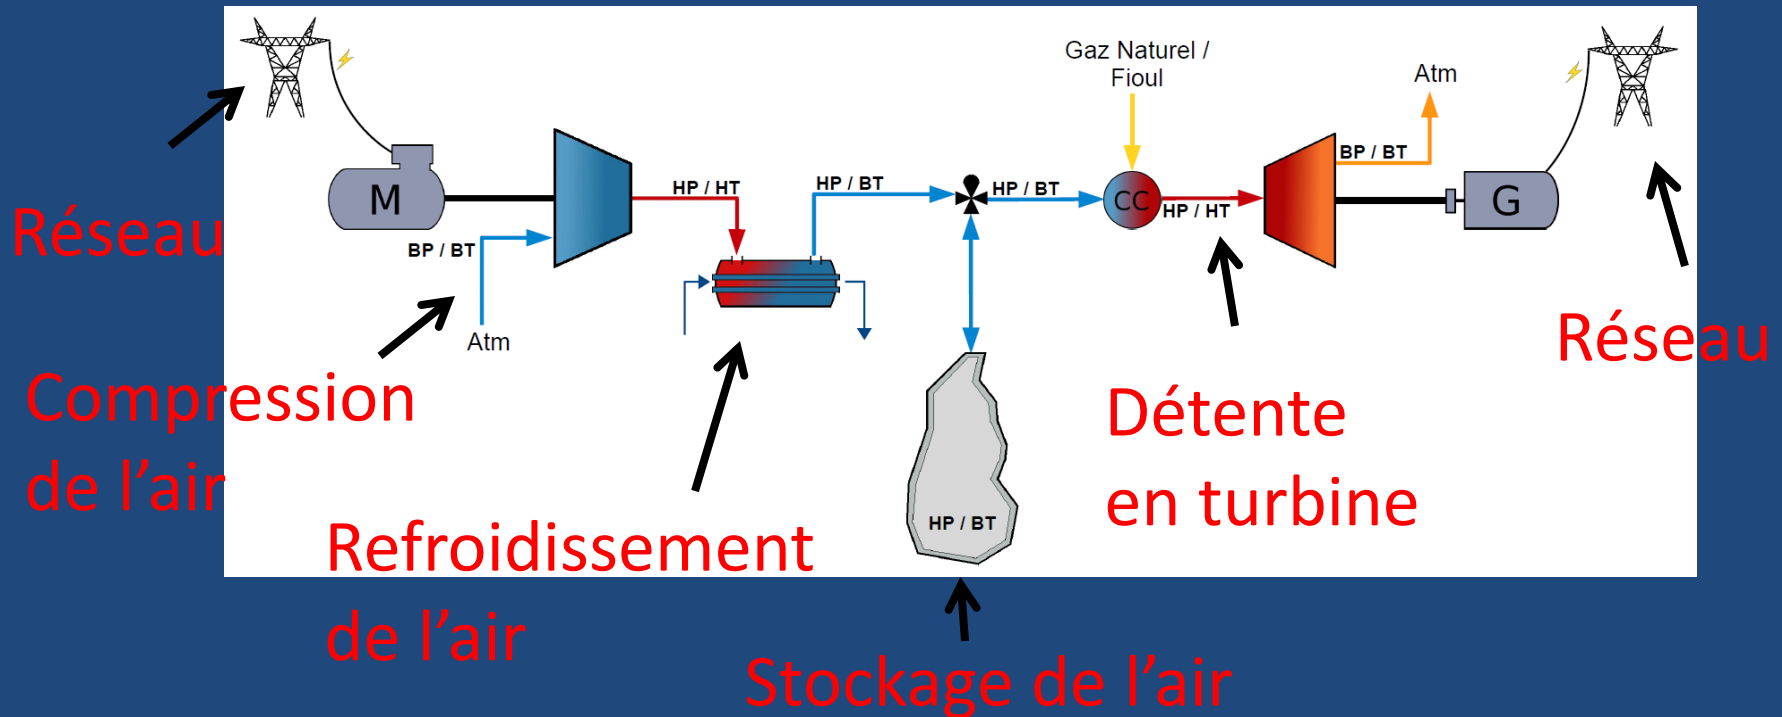 Gaz Naturel /
Fioul
Atm
M
HP / HT
HP / BT
HP / BT
CC
HP / HT
BP / BT
G
BP / BT
Atm
HP / BT
Réseau
Compression
de l’air
Refroidissement
de l’air
Stockage de l’air
Détente
en turbine
Réseau